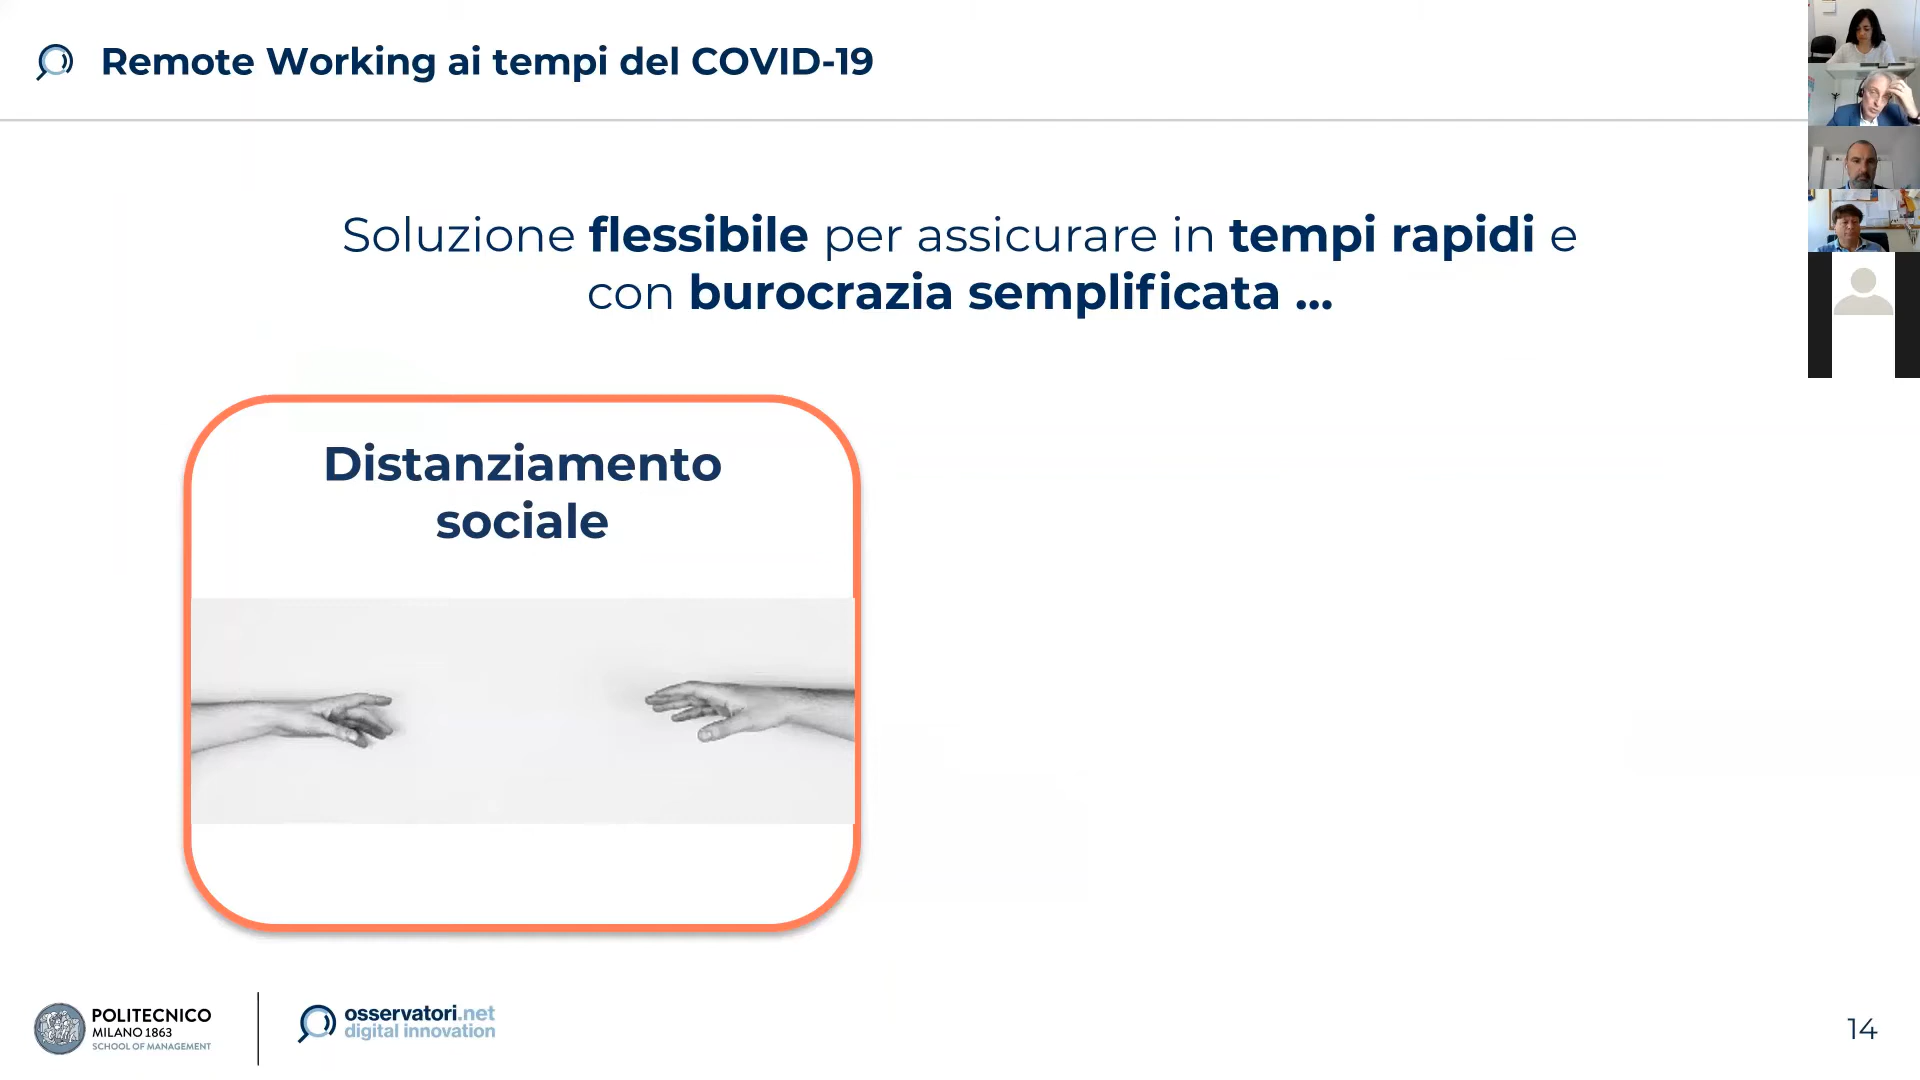 Remote Working ai tempi del COVID-19
Soluzione flessibile per assicurare in tempi rapidi e
con burocrazia semplificata ...
Distanziamento
sociale
POLITECNICO
MILANO 1863
SCHOOL OF MANAGEMENT
osservatori.net
digital innovation
14